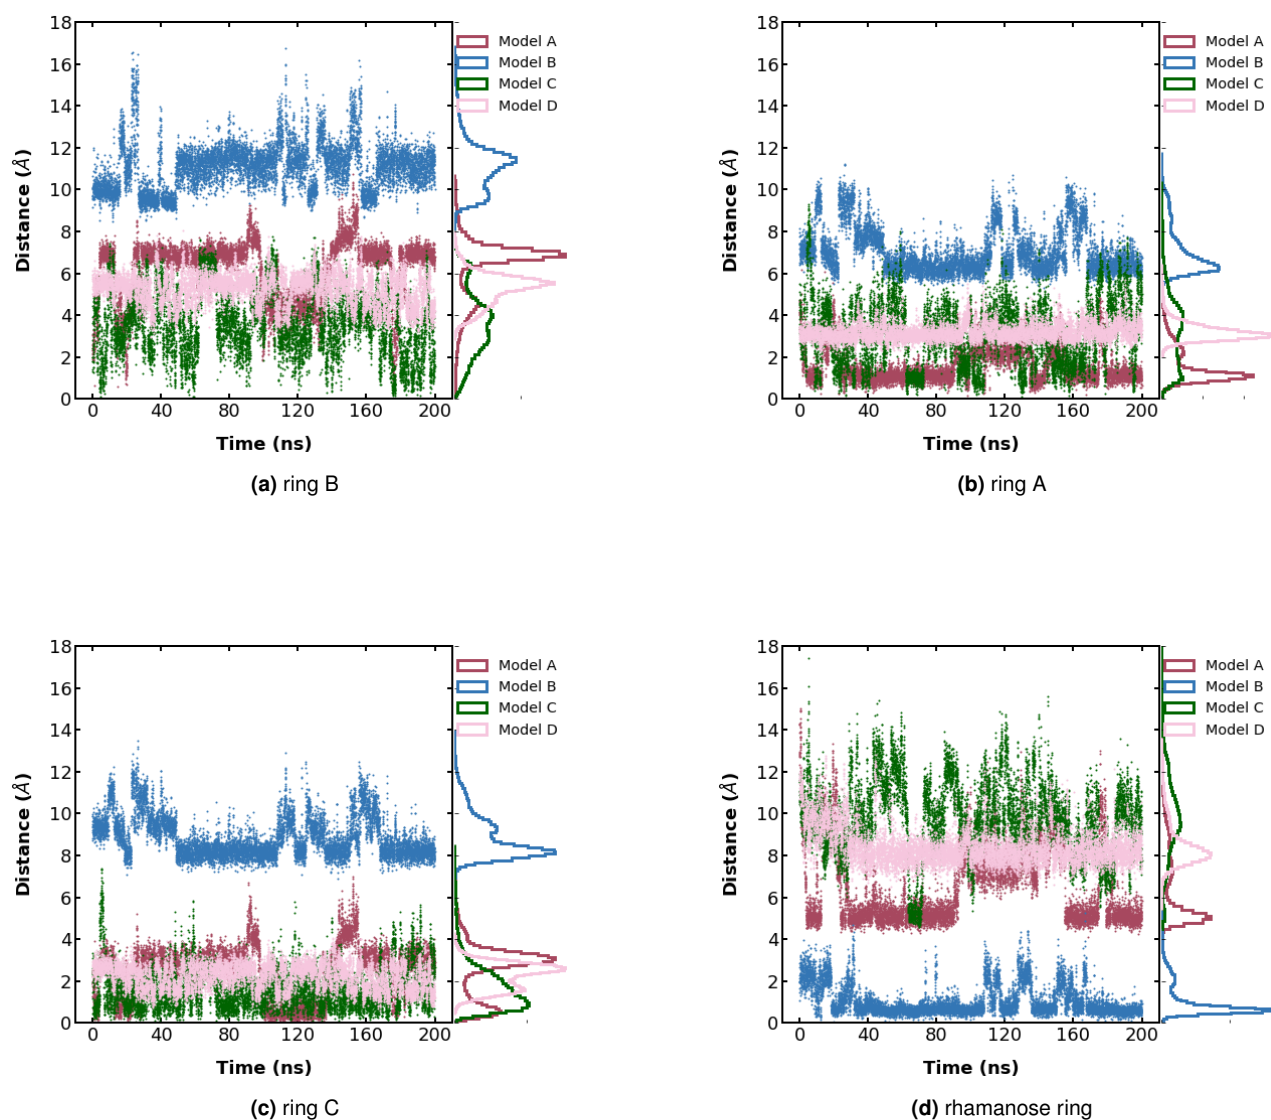 18
16
14
12
10
8
6
4
2
0
Distance (Å)
0 40 80 120 160 200
Time (ns)
Model A
Model B
Model C
Model D
(a) ring B
18
16
14
12
10
8
6
4
2
0
Distance (Å)
0 40 80 120 160 200
Time (ns)
Model A
Model B
Model C
Model D
(b) ring A
18
16
14
12
10
8
6
4
2
0
Distance (Å)
0 40 80 120 160 200
Time (ns)
Model A
Model B
Model C
Model D
(c) ring C
18
16
14
12
10
8
6
4
2
0
Distance (Å)
0 40 80 120 160 200
Time (ns)
Model A
Model B
Model C
Model D
(d) rhamanose ring